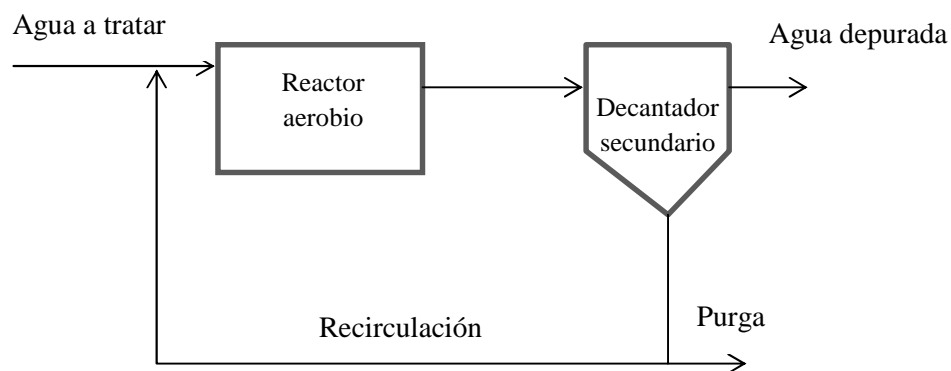 Agua a tratar
Agua depurada
Reactor
aerobio
Decantador
secundario
Recirculación
Purga